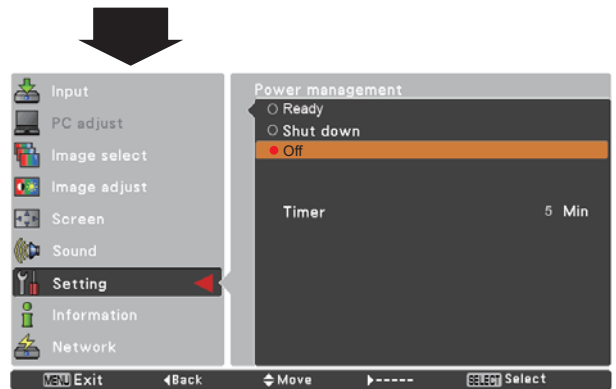 Input
PC adjust
Image select
Image adjust
Screen
Sound
Setting
Information
Network
Power management
Ready
Shut down
Off
Timer 5 Min
MENU Exit Back Move ----- SELECT Select